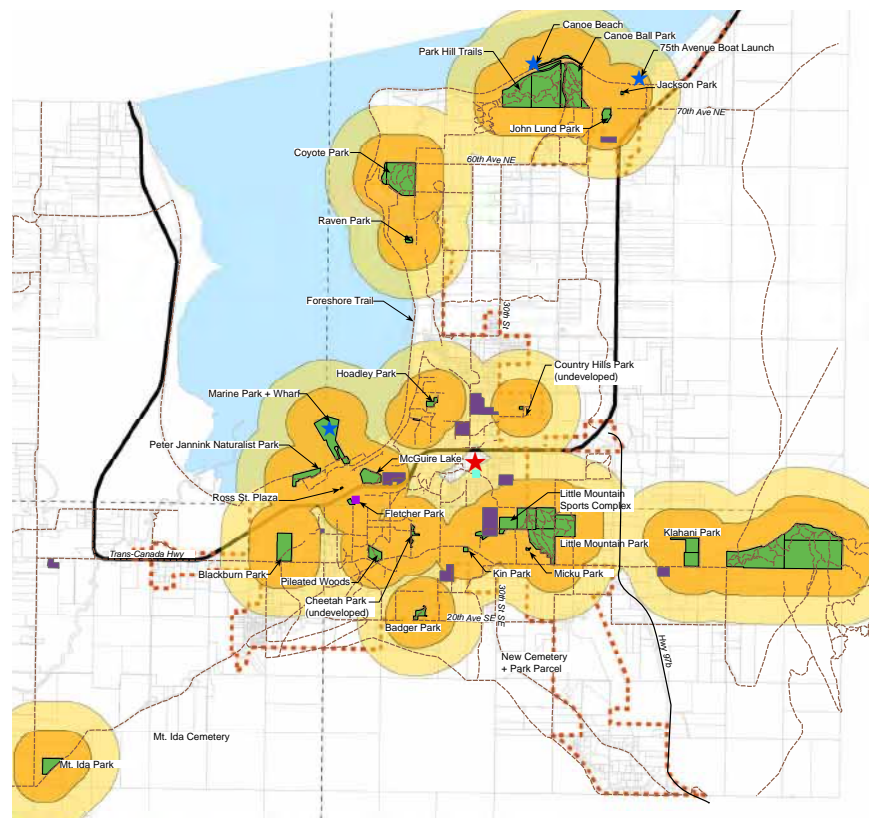 Canoe Beach
Canoe Ball Park
Park Hill Trails
75th Avenue Boat Launch
Jackson Park
70th Ave NE
John Lund Park
Coyote Park
60th Ave NE
Raven Park
Foreshore Trail
30th St
Hoadley Park
Country Hills Park
(undeveloped)
Marine Park + Wharf
Peter Jannink Naturalist Park
McGuire Lake
Ross St. Plaza
Fletcher Park
Little Mountain
Sports Complex
Klahani Park
Trans-Canada Hwy
Little Mountain Park
Blackburn Park
Pileated Woods
Kin Park
Micku Park
Cheetah Park
(undeveloped)
30th St SE
20th Ave SE
Badger Park
Hwy 97b
New Cemetery
+ Park Parcel
Mt. Ida Cemetery
Mt. Ida Park